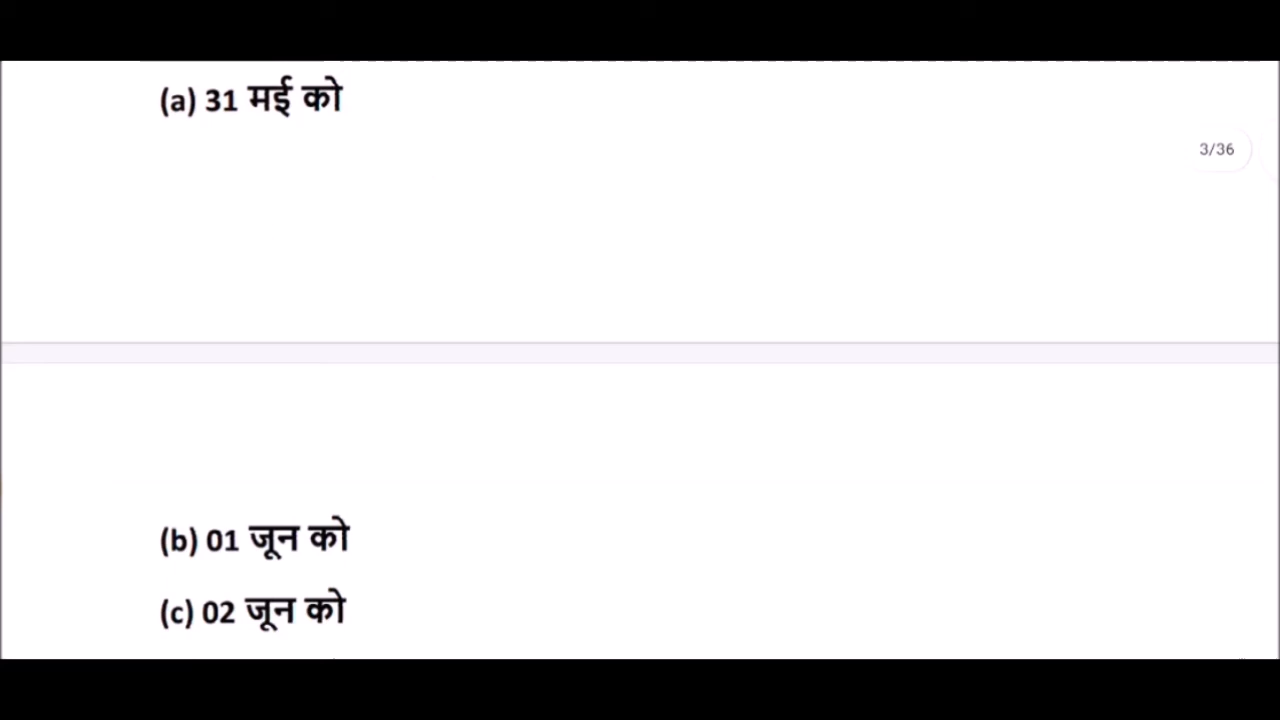 (a) 31 मई को
3/36
(b) 01 जून को
(c) 02 जून को